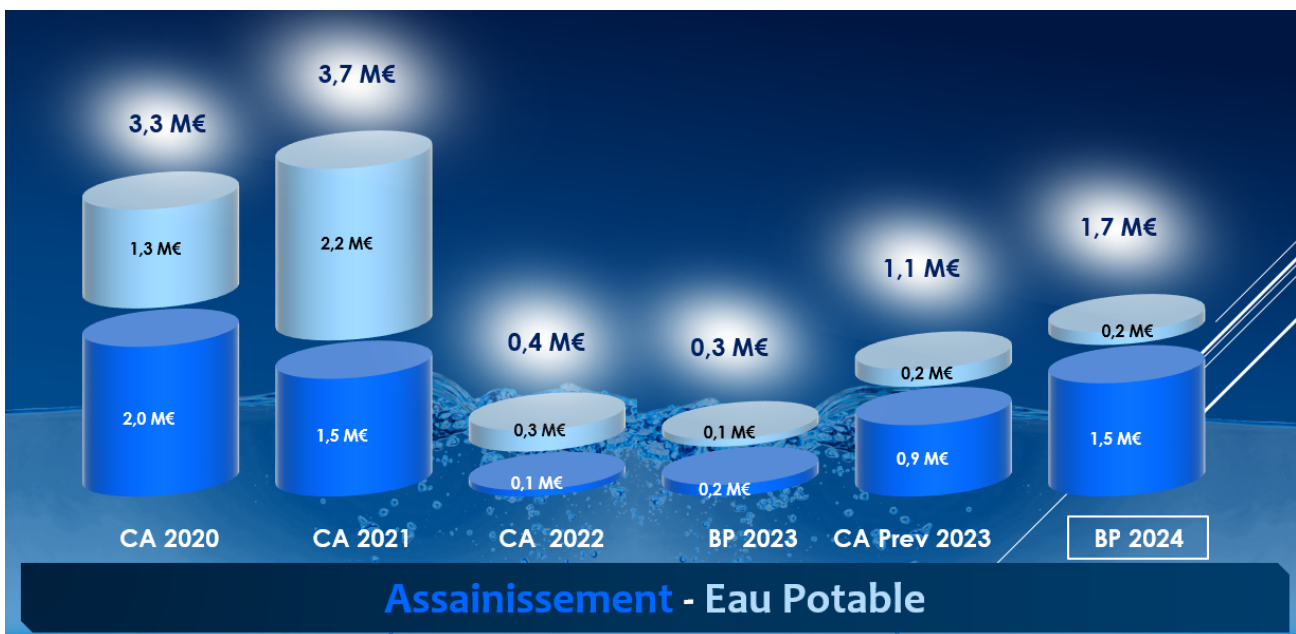 3,3 M€
3,7 M€
0,4 M€
0,3 M€
1,1 M€
1,7 M€
1,3 M€
2,2 M€
0,3 M€
0,1 M€
0,2 M€
0,2 M€
2,0 M€
1,5 M€
0,1 M€
0,2 M€
0,9 M€
1,5 M€
CA 2020
CA 2021
CA 2022
BP 2023
CA Prev 2023
BP 2024
Assainissement - Eau Potable